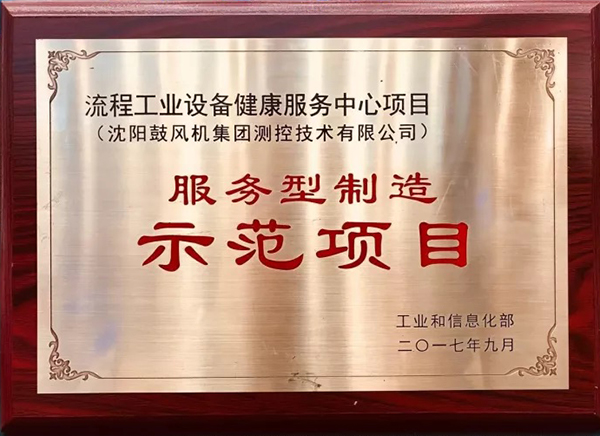 流程工业设备健康服务中心项目
（沈阳鼓风机集团测控技术有限公司）
服务型制造
示范项目
工业和信息化部
二〇一七年九月